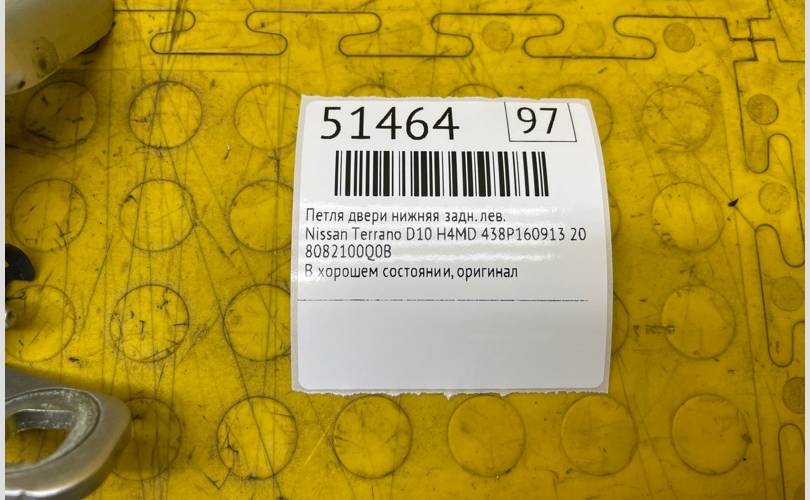 51464 97
Петля двери нижняя задн. лев.
Nissan Terrano D10 H4MD 438P160913 20
8082100Q0B
В хорошем состоянии, оригинал